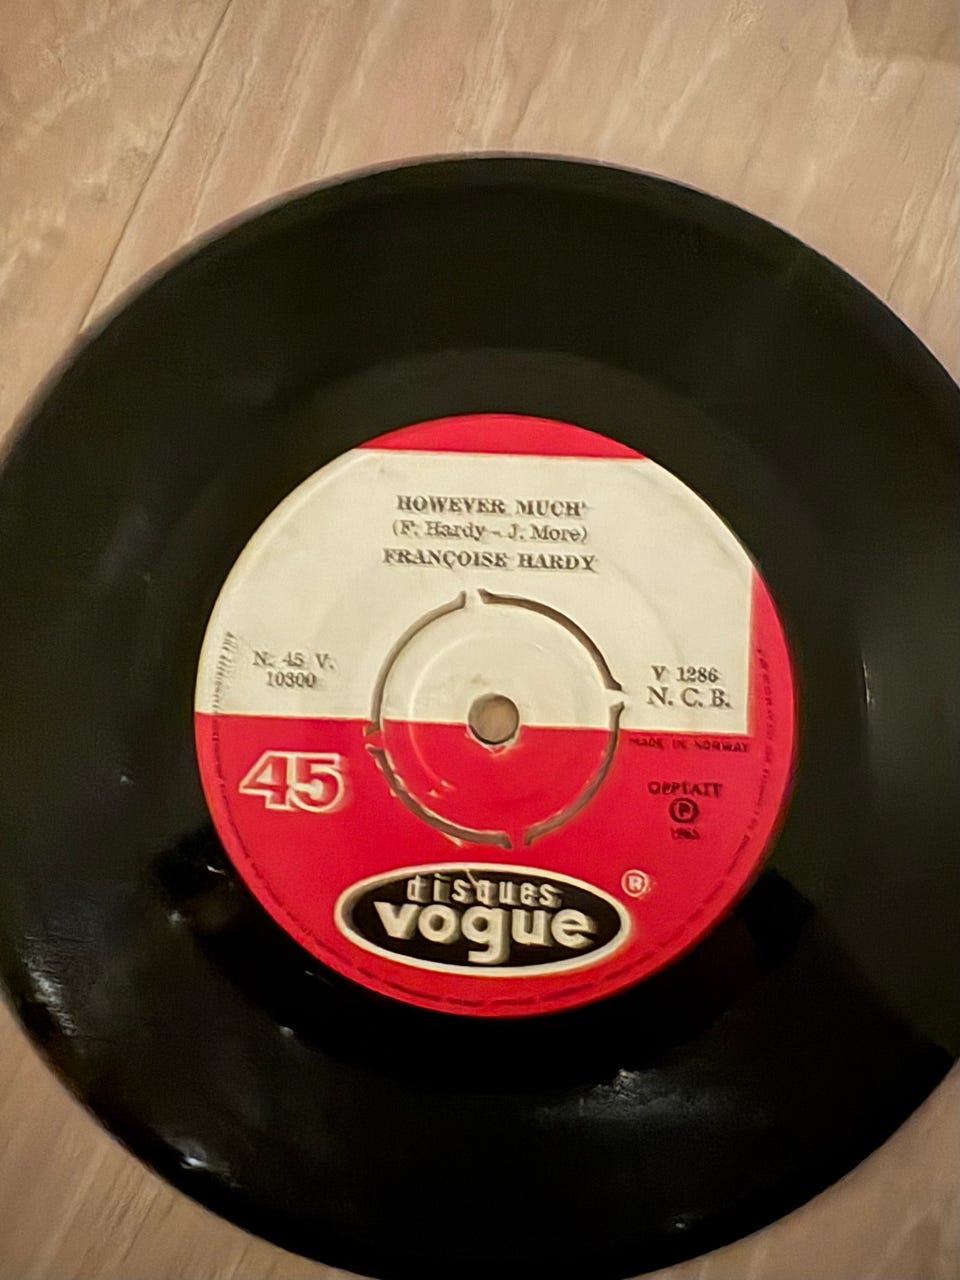 HOWEVER MUCH
(F. Hardy - J. More)
FRANÇOISE HARDY
N. 45 V.
10300
V 1286
N. C. B.
MADE IN NORWAY
45
OPPTATT
P
disques
vogue
R